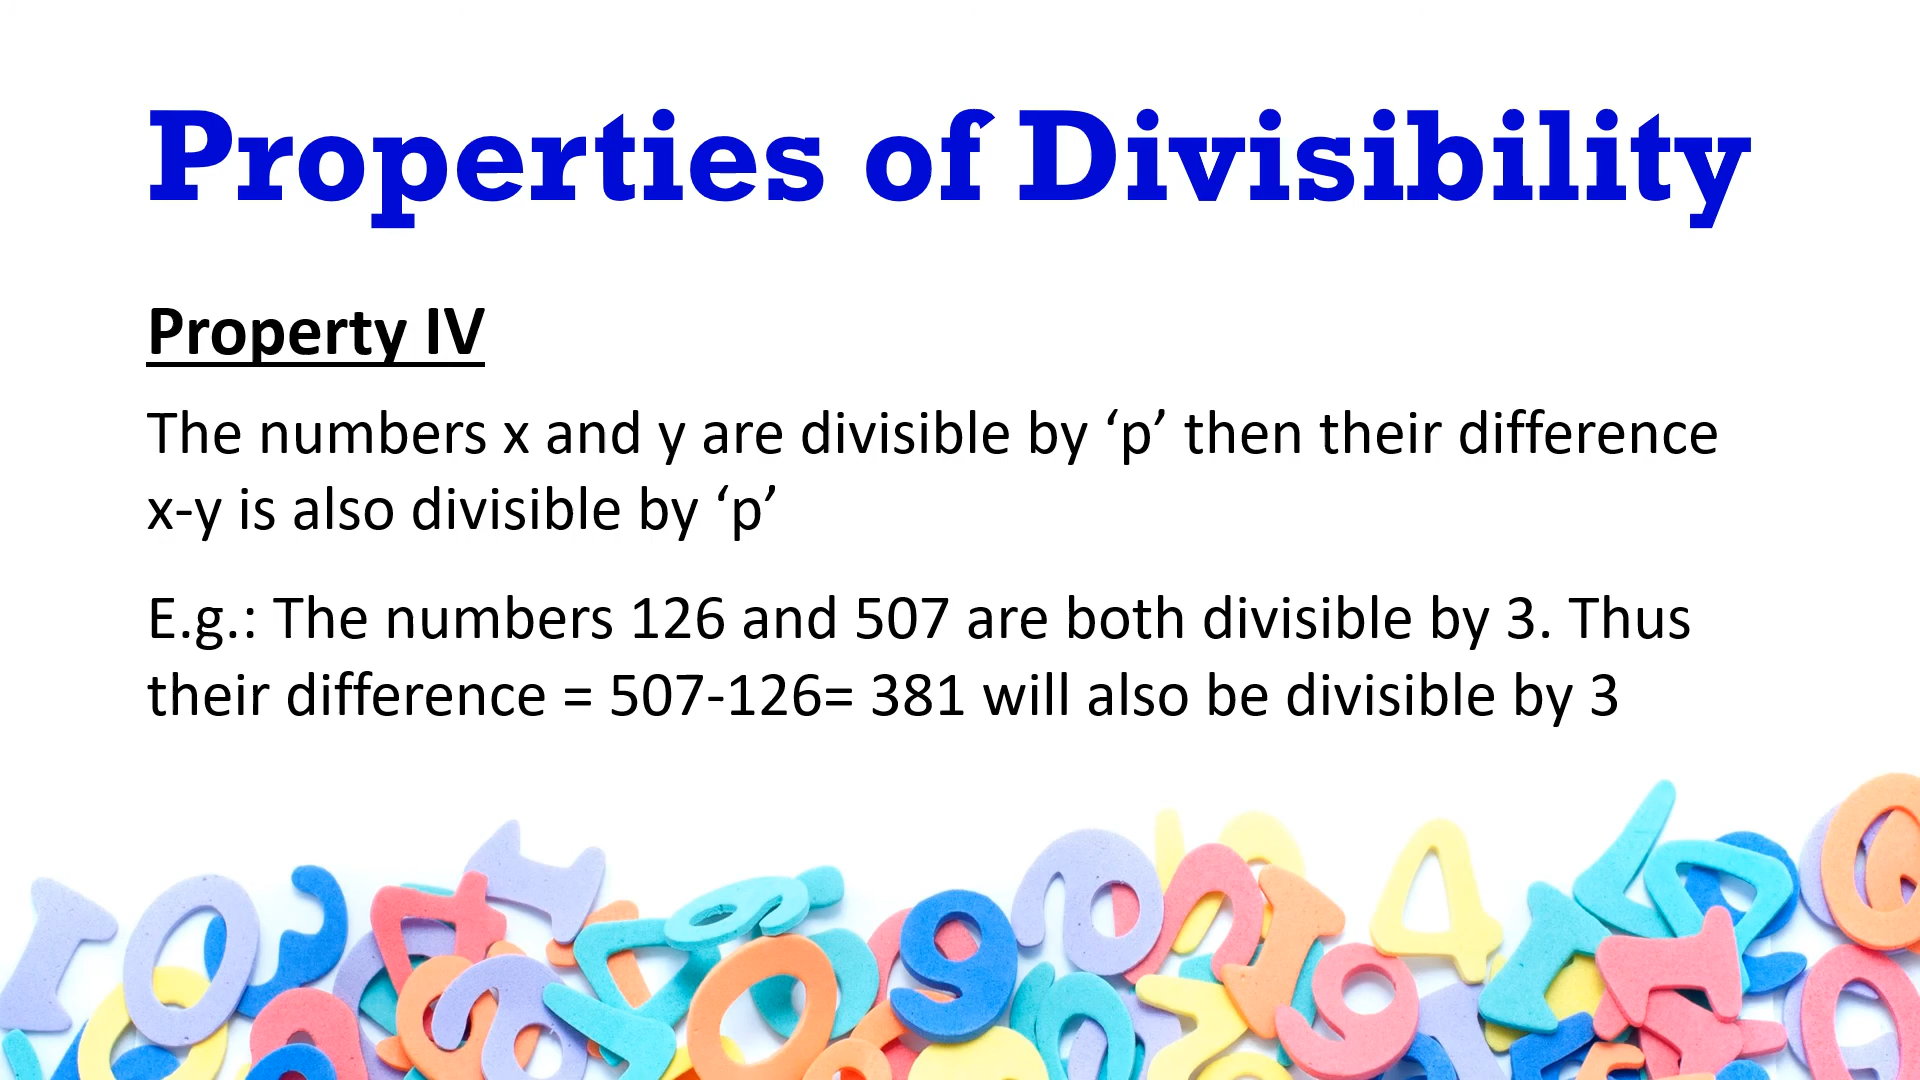 Properties of Divisibility
Property IV
The numbers x and y are divisible by ‘p’ then their difference
x-y is also divisible by ‘p’
E.g.: The numbers 126 and 507 are both divisible by 3. Thus
their difference = 507-126= 381 will also be divisible by 3